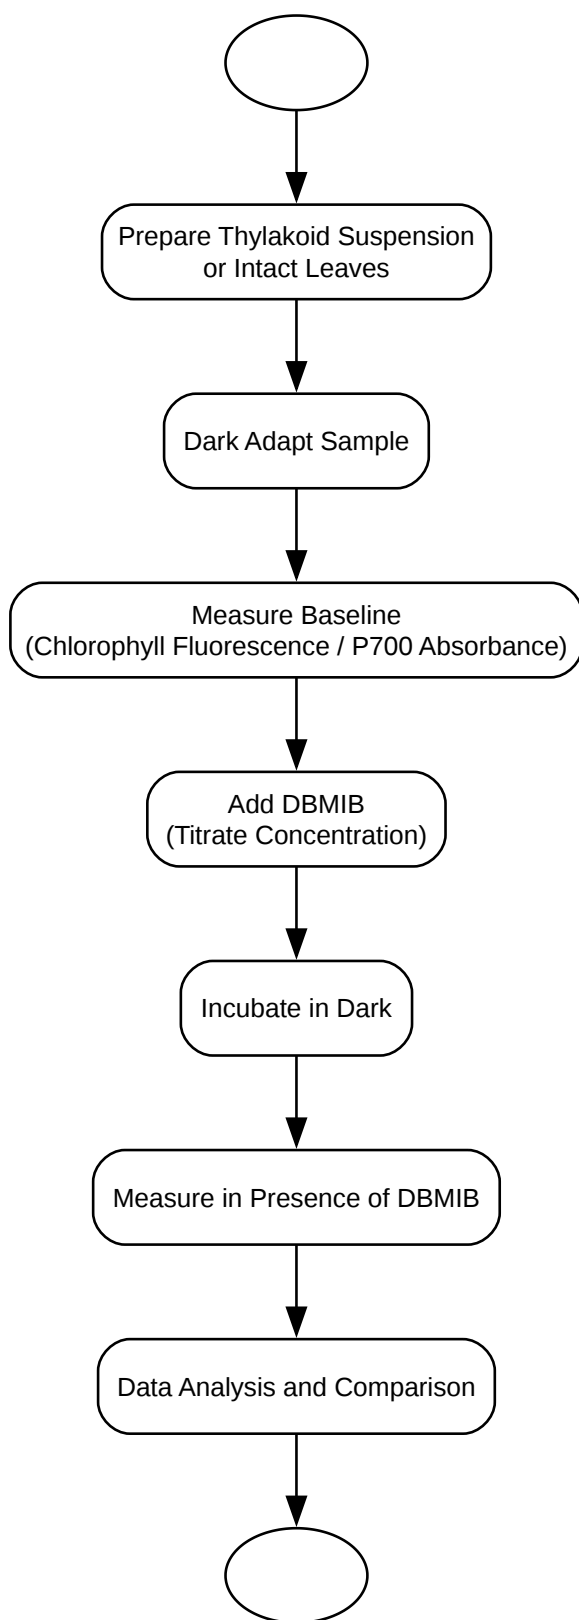 Prepare Thylakoid Suspension
or Intact Leaves
Dark Adapt Sample
Measure Baseline
(Chlorophyll Fluorescence / P700 Absorbance)
Add DBMIB
(Titrate Concentration)
Incubate in Dark
Measure in Presence of DBMIB
Data Analysis and Comparison